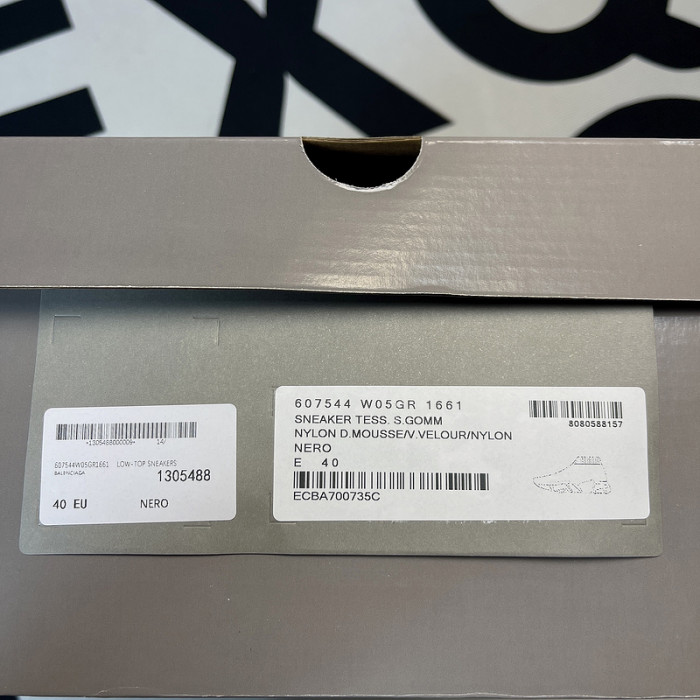 *1305488000009* 14/
607544W05GR1661 LOW-TOP SNEAKERS
BALENCIAGA
1305488
40 EU NERO
607544 W05GR 1661
SNEAKER TESS. S.GOMM
NYLON D.MOUSSE/V.VELOUR/NYLON
NERO
E 40
ECBA700735C
8080588157